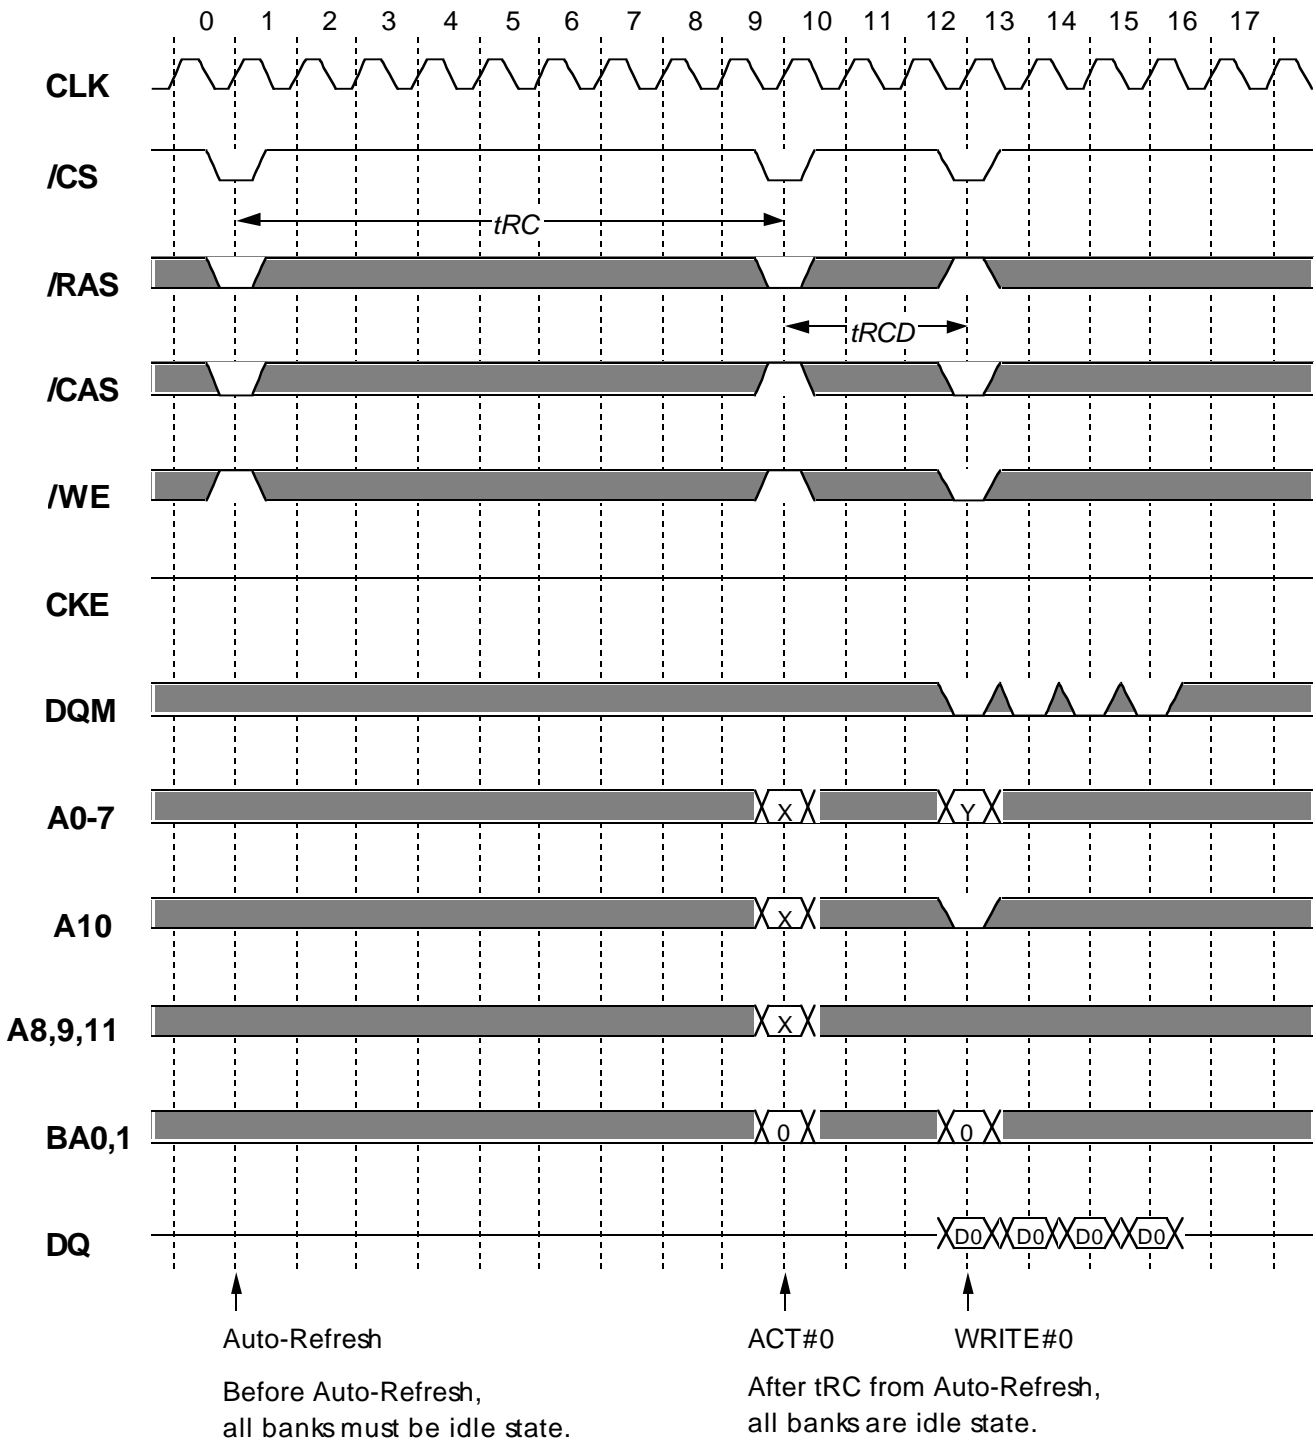 0 1 2 3 4 5 6 7 8 9 10 11 12 13 14 15 16 17
CLK
/CS
tRC
/RAS
tRCD
/CAS
/WE
CKE
DQM
A0-7 X Y
A10 X
A8,9,11 X
BA0,1 0 0
DQ D0 D0 D0 D0
Auto-Refresh ACT#0 WRITE#0
Before Auto-Refresh,
all banks must be idle state.
After tRC from Auto-Refresh,
all banks are idle state.